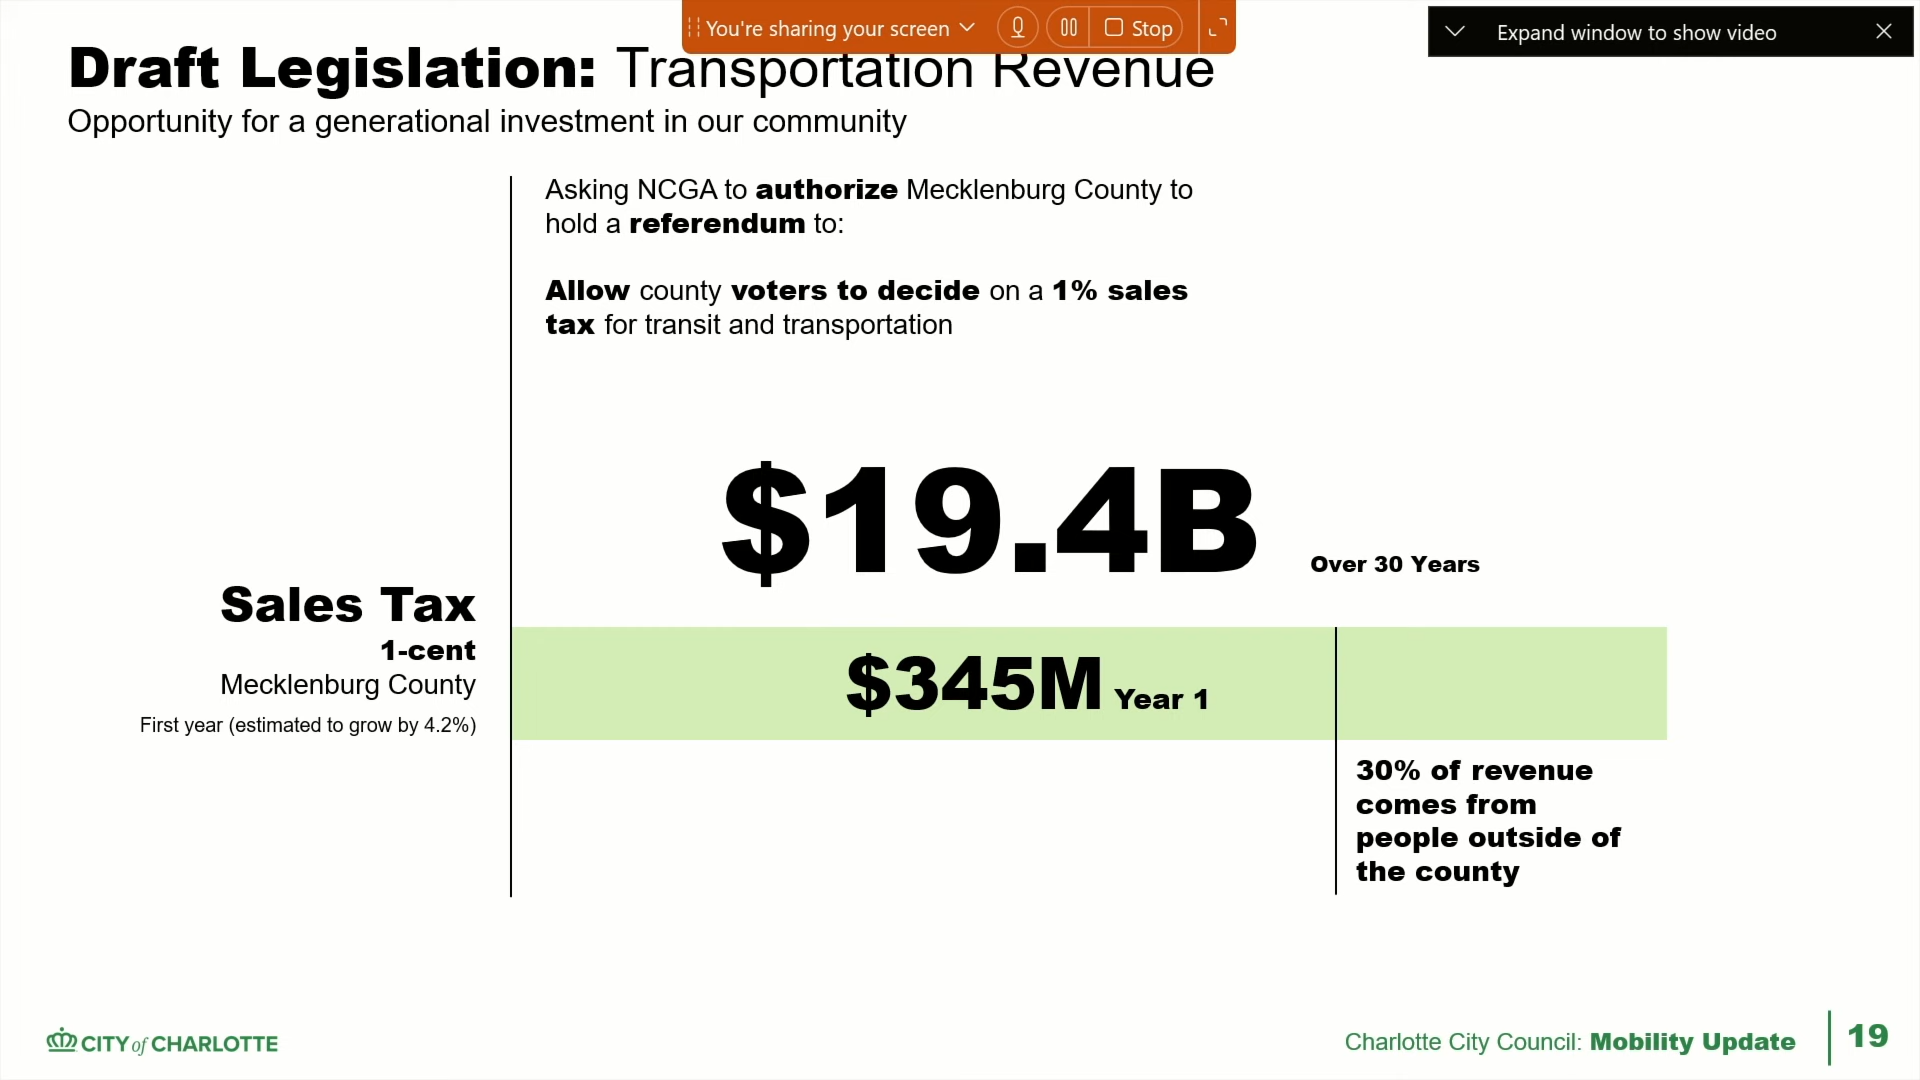 You're sharing your screen
Stop
Expand window to show video
Draft Legislation: Transportation Revenue
Opportunity for a generational investment in our community
Asking NCGA to authorize Mecklenburg County to
hold a referendum to:
Allow county voters to decide on a 1% sales
tax for transit and transportation
$19.4B
Over 30 Years
Sales Tax
1-cent
Mecklenburg County
First year (estimated to grow by 4.2%)
$345M Year 1
30% of revenue
comes from
people outside of
the county
CITY of CHARLOTTE
Charlotte City Council: Mobility Update
19